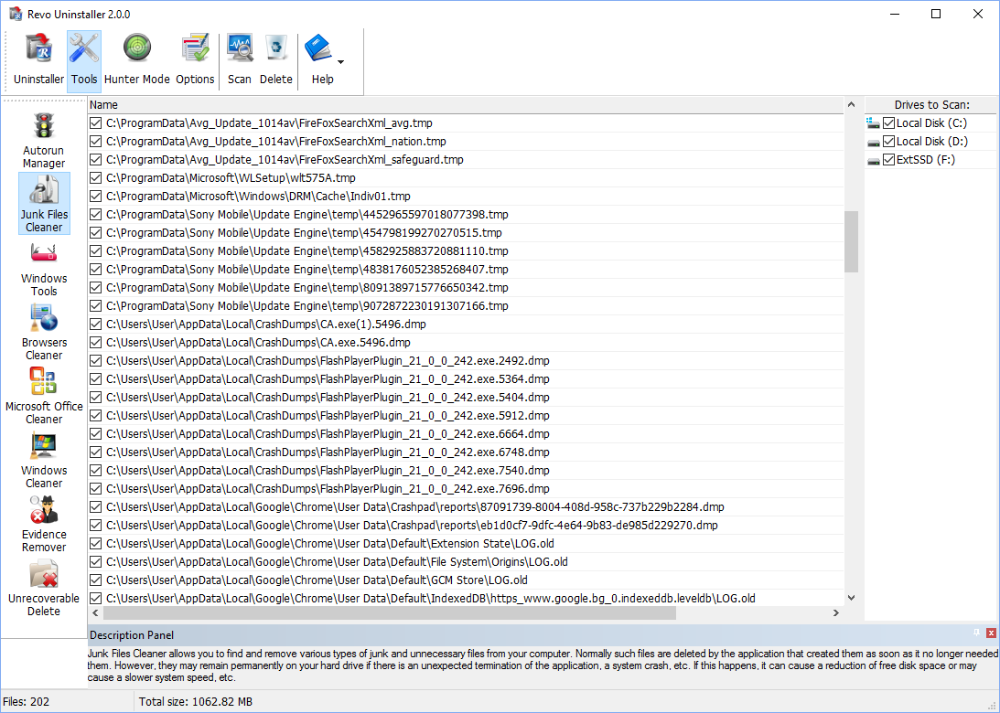 Revo Uninstaller 2.0.0
Uninstaller Tools Hunter Mode Options Scan Delete Help
Autorun
Manager
Junk Files
Cleaner
Windows
Tools
Browsers
Cleaner
Microsoft Office
Cleaner
Windows
Cleaner
Evidence
Remover
Unrecoverable
Delete
Name
C:\ProgramData\Avg_Update_1014av\FireFoxSearchXml_avg.tmp
C:\ProgramData\Avg_Update_1014av\FireFoxSearchXml_nation.tmp
C:\ProgramData\Avg_Update_1014av\FireFoxSearchXml_safeguard.tmp
C:\ProgramData\Microsoft\WLSetup\wlt575A.tmp
C:\ProgramData\Microsoft\Windows\DRM\Cache\Indiv01.tmp
C:\ProgramData\Sony Mobile\Update Engine\temp\4452965597018077398.tmp
C:\ProgramData\Sony Mobile\Update Engine\temp\454798199270270515.tmp
C:\ProgramData\Sony Mobile\Update Engine\temp\4582925883720881110.tmp
C:\ProgramData\Sony Mobile\Update Engine\temp\4838176052385268407.tmp
C:\ProgramData\Sony Mobile\Update Engine\temp\8091389715776650342.tmp
C:\ProgramData\Sony Mobile\Update Engine\temp\9072872230191307166.tmp
C:\Users\User\AppData\Local\CrashDumps\CA.exe(1).5496.dmp
C:\Users\User\AppData\Local\CrashDumps\CA.exe.5496.dmp
C:\Users\User\AppData\Local\CrashDumps\FlashPlayerPlugin_21_0_0_242.exe.2492.dmp
C:\Users\User\AppData\Local\CrashDumps\FlashPlayerPlugin_21_0_0_242.exe.5364.dmp
C:\Users\User\AppData\Local\CrashDumps\FlashPlayerPlugin_21_0_0_242.exe.5404.dmp
C:\Users\User\AppData\Local\CrashDumps\FlashPlayerPlugin_21_0_0_242.exe.5912.dmp
C:\Users\User\AppData\Local\CrashDumps\FlashPlayerPlugin_21_0_0_242.exe.6664.dmp
C:\Users\User\AppData\Local\CrashDumps\FlashPlayerPlugin_21_0_0_242.exe.6748.dmp
C:\Users\User\AppData\Local\CrashDumps\FlashPlayerPlugin_21_0_0_242.exe.7540.dmp
C:\Users\User\AppData\Local\CrashDumps\FlashPlayerPlugin_21_0_0_242.exe.7696.dmp
C:\Users\User\AppData\Local\Google\Chrome\User Data\Crashpad\reports\87091739-8004-408d-958c-737b229b2284.dmp
C:\Users\User\AppData\Local\Google\Chrome\User Data\Crashpad\reports\eb1d0cf7-9dfc-4e64-9b83-de985d229270.dmp
C:\Users\User\AppData\Local\Google\Chrome\User Data\Default\Extension State\LOG.old
C:\Users\User\AppData\Local\Google\Chrome\User Data\Default\File System\Origins\LOG.old
C:\Users\User\AppData\Local\Google\Chrome\User Data\Default\GCM Store\LOG.old
C:\Users\User\AppData\Local\Google\Chrome\User Data\Default\IndexedDB\https_www.google.bg_0.indexeddb.leveldb\LOG.old
Drives to Scan:
Local Disk (C:)
Local Disk (D:)
ExtSSD (F:)
Description Panel
Junk Files Cleaner allows you to find and remove various types of junk and unnecessary files from your computer. Normally such files are deleted by the application that created them as soon as it no longer needed
them. However, they may remain permanently on your hard drive if there is an unexpected termination of the application, a system crash, etc. If this happens, it can cause a reduction of free disk space or may
cause a slower system speed, etc.
Files: 202
Total size: 1062.82 MB